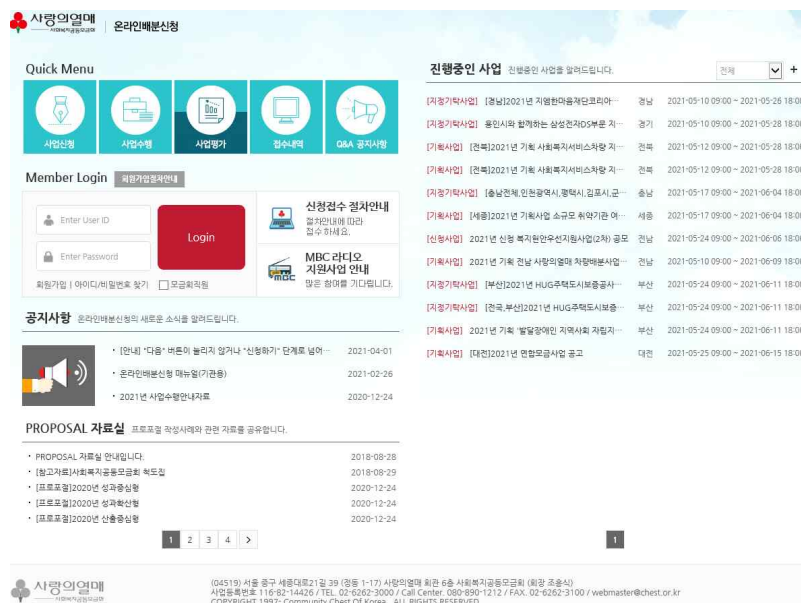 사랑의열매
사회복지공동모금회
온라인배분신청
Quick Menu
사업신청
사업수행
사업평가
접수내역
Q&A 공지사항
Member Login
회원가입절차안내
Enter User ID
Enter Password
Login
회원가입 | 아이디/비밀번호 찾기
모금회직원
신청접수 절차안내
절차안내에 따라
접수 하세요.
MBC 라디오
지원사업 안내
많은 참여를 기다립니다.
공지사항 온라인배분신청의 새로운 소식을 알려드립니다.
· [안내] "다음" 버튼이 눌리지 않거나 "신청하기" 단계로 넘어… 2021-04-01
· 온라인배분신청 매뉴얼(기관용) 2021-02-26
· 2021년 사업수행안내자료 2020-12-24
PROPOSAL 자료실 프로포절 작성사례와 관련 자료를 공유합니다.
· PROPOSAL 자료실 안내입니다. 2018-08-28
· [참고자료]사회복지공동모금회 척도집 2018-08-29
· [프로포절]2020년 성과중심형 2020-12-24
· [프로포절]2020년 성과확산형 2020-12-24
· [프로포절]2020년 산출중심형 2020-12-24
1 2 3 4 >
진행중인 사업 진행중인 사업을 알려드립니다.
전체
+
[지정기탁사업] [경남]2021년 지엠한마음재단코리아… 경남 2021-05-10 09:00 ~ 2021-05-26 18:00
[지정기탁사업] 용인시와 함께하는 삼성전자DS부문 지… 경기 2021-05-10 09:00 ~ 2021-05-28 18:00
[기획사업] [전북]2021년 기획 사회복지서비스차량 지… 전북 2021-05-12 09:00 ~ 2021-05-28 18:00
[기획사업] [전북]2021년 기획 사회복지서비스차량 지… 전북 2021-05-12 09:00 ~ 2021-05-28 18:00
[지정기탁사업] [충남전체,인천광역시,평택시,김포시,군… 충남 2021-05-17 09:00 ~ 2021-06-04 18:00
[기획사업] [세종]2021년 기획사업 소규모 취약기관 여… 세종 2021-05-17 09:00 ~ 2021-06-04 18:00
[신청사업] 2021년 신청 복지현안우선지원사업(2차) 공모 전남 2021-05-24 09:00 ~ 2021-06-06 18:00
[기획사업] 2021년 기획 전남 사랑의열매 차량배분사업… 전남 2021-05-10 09:00 ~ 2021-06-09 18:00
[지정기탁사업] [부산]2021년 HUG주택도시보증공사… 부산 2021-05-24 09:00 ~ 2021-06-11 18:00
[지정기탁사업] [전국,부산]2021년 HUG주택도시보증… 부산 2021-05-24 09:00 ~ 2021-06-11 18:00
[기획사업] 2021년 기획 '발달장애인 지역사회 자립지… 부산 2021-05-24 09:00 ~ 2021-06-11 18:00
[기획사업] [대전]2021년 연합모금사업 공고 대전 2021-05-25 09:00 ~ 2021-06-15 18:00
1
사랑의열매
사회복지공동모금회
(04519) 서울 중구 세종대로21길 39 (정동 1-17) 사랑의열매 회관 6층 사회복지공동모금회 (회장 조흥식)
사업등록번호 116-82-14426 / TEL. 02-6262-3000 / Call Center. 080-890-1212 / FAX. 02-6262-3100 / webmaster@chest.or.kr
COPYRIGHT 1997- Community Chest Of Korea. ALL RIGHTS RESERVED.